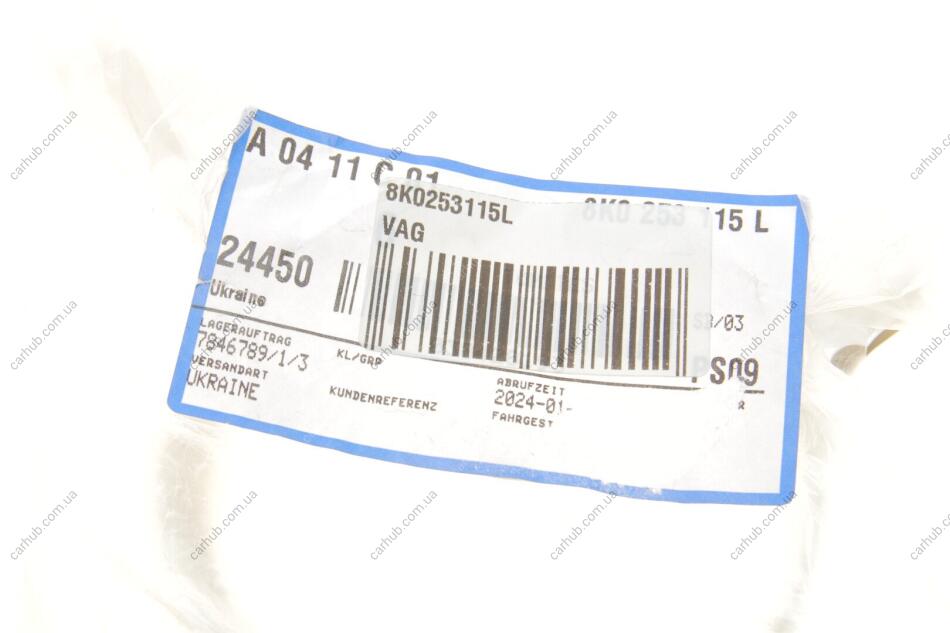 A 04 11 C 01
8K0 253 115 L
8K0253115L
VAG
24450
Ukraine
/03
LAGERAUFTRAG
7846789/1/3
KL/GRP
PS09
VERSANDART
UKRAINE
KUNDENREFERENZ
ABRUFZEIT
2024-01-
FAHRGEST
R
carhub.com.ua